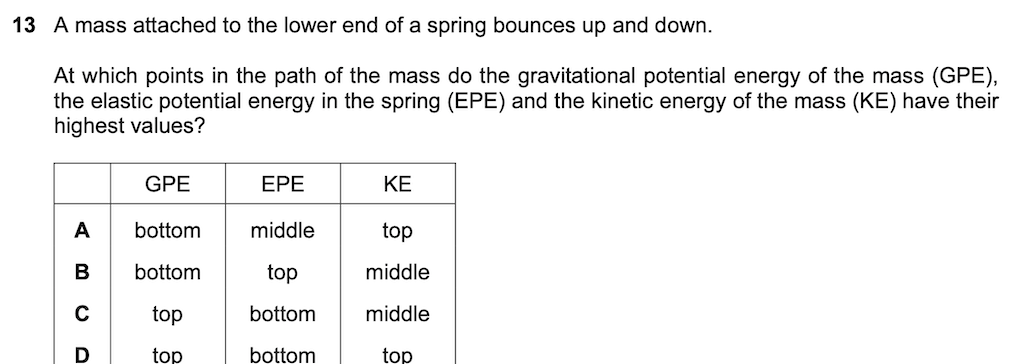 13 A mass attached to the lower end of a spring bounces up and down.
At which points in the path of the mass do the gravitational potential energy of the mass (GPE),
the elastic potential energy in the spring (EPE) and the kinetic energy of the mass (KE) have their
highest values?
GPE EPE KE
A bottom middle top
B bottom top middle
C top bottom middle
D top bottom top